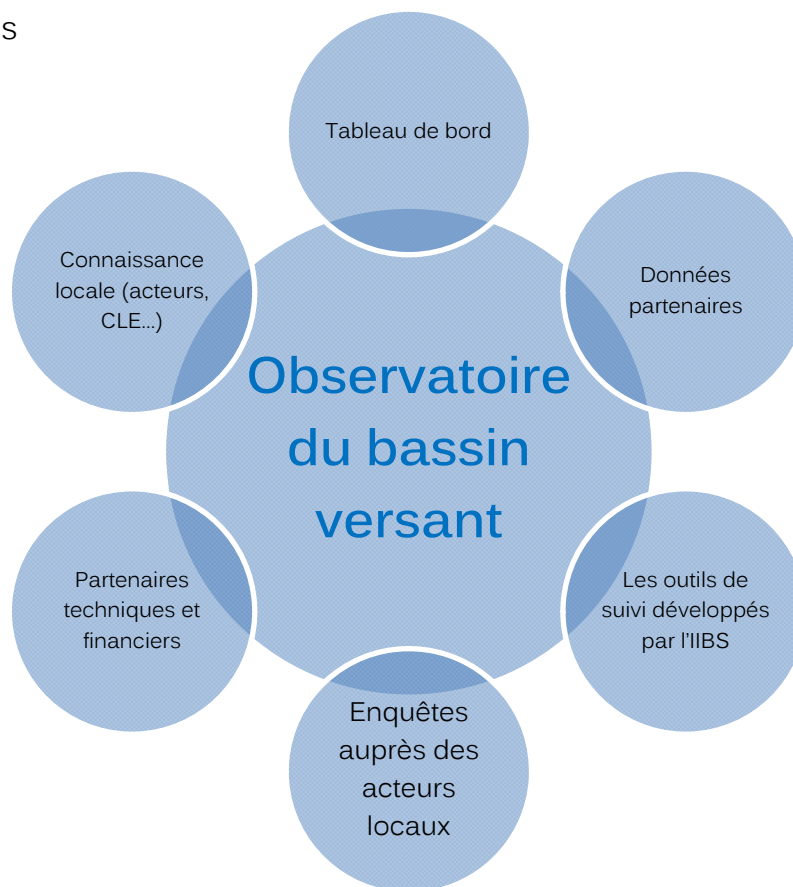 s
Tableau de bord
Connaissance
locale (acteurs,
CLE...)
Données
partenaires
Observatoire
du bassin
versant
Partenaires
techniques et
financiers
Les outils de
suivi développés
par l'IIBS
Enquêtes
auprès des
acteurs
locaux